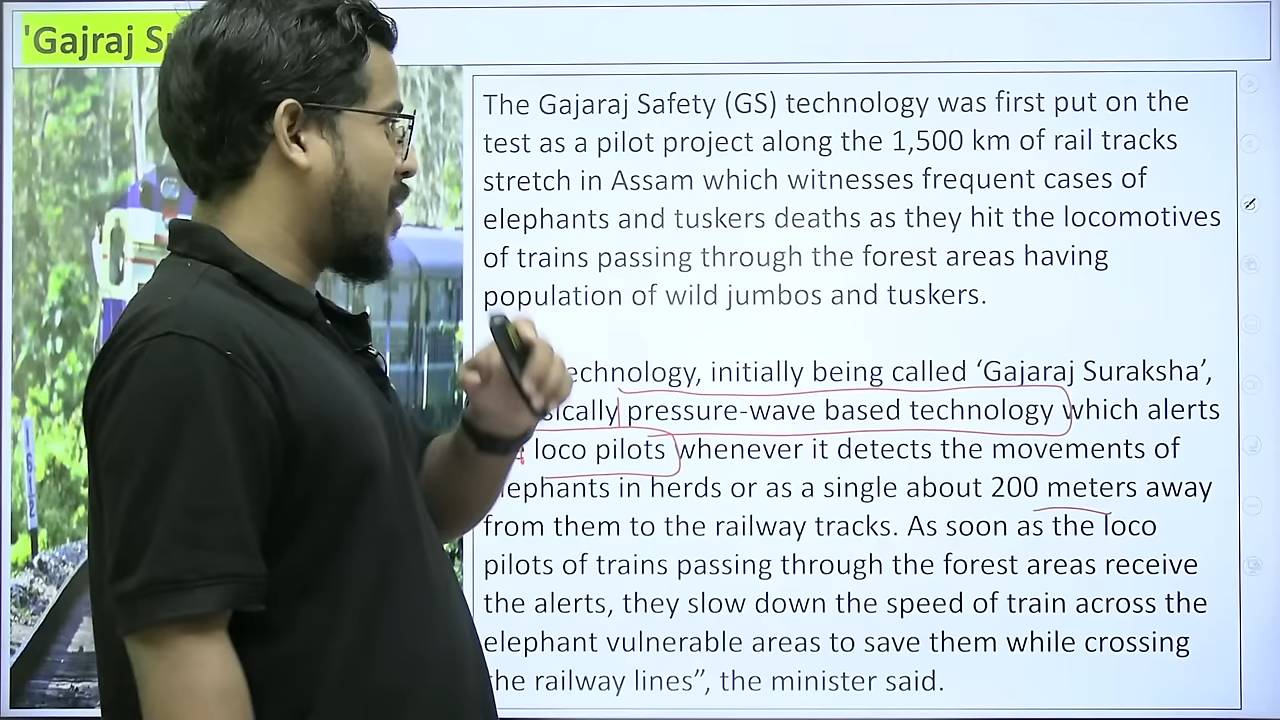 'Gajraj S
The Gajaraj Safety (GS) technology was first put on the
test as a pilot project along the 1,500 km of rail tracks
stretch in Assam which witnesses frequent cases of
elephants and tuskers deaths as they hit the locomotives
of trains passing through the forest areas having
population of wild jumbos and tuskers.
echnology, initially being called ‘Gajaraj Suraksha’,
sically pressure-wave based technology which alerts
loco pilots whenever it detects the movements of
lephants in herds or as a single about 200 meters away
from them to the railway tracks. As soon as the loco
pilots of trains passing through the forest areas receive
the alerts, they slow down the speed of train across the
elephant vulnerable areas to save them while crossing
he railway lines”, the minister said.